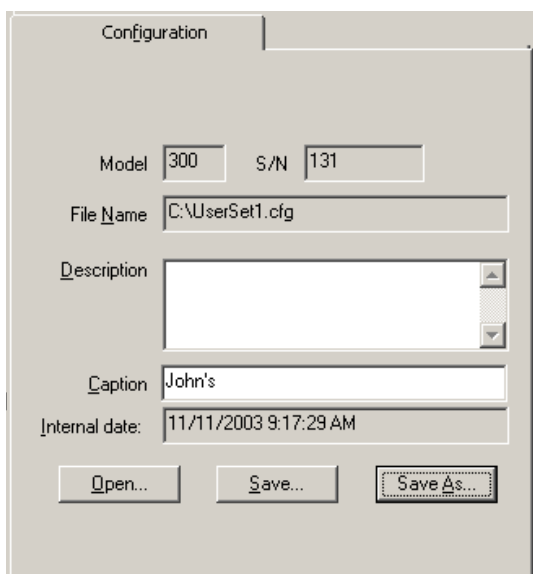 Configuration
Model 300 S/N 131
File Name C:\UserSet1.cfg
Description
Caption John's
Internal date: 11/11/2003 9:17:29 AM
Open... Save... Save As...